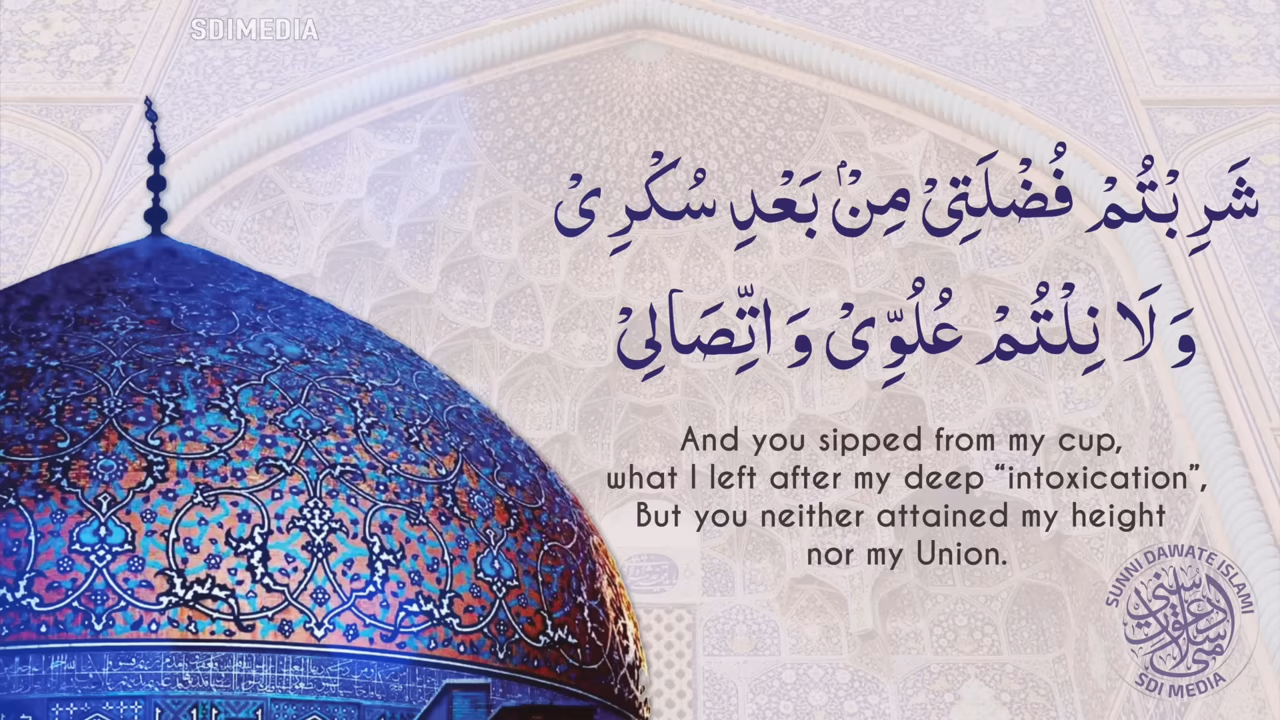 SDIMEDIA
شَرِبْتُمْ فُضْلَتِیْ مِنْۢ بَعْدِ سُكْرِیْ
وَلَا نِلْتُمْ عُلُوِّیْ وَاتِّصَالِیْ
And you sipped from my cup,
what I left after my deep “intoxication”,
But you neither attained my height
nor my Union.
SUNNI DAWATE ISLAMI
SDI MEDIA